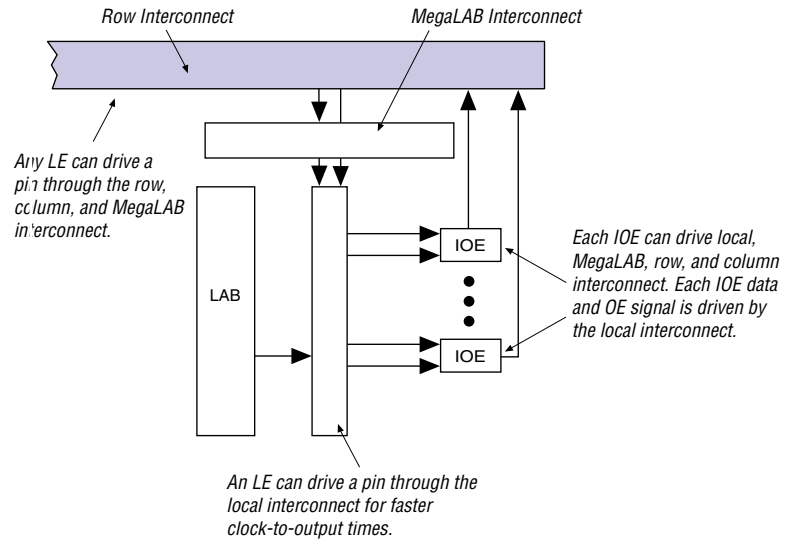 Row Interconnect
MegaLAB Interconnect
Any LE can drive a
pin through the row,
column, and MegaLAB
interconnect.
LAB
IOE
IOE
Each IOE can drive local,
MegaLAB, row, and column
interconnect. Each IOE data
and OE signal is driven by
the local interconnect.
An LE can drive a pin through the
local interconnect for faster
clock-to-output times.